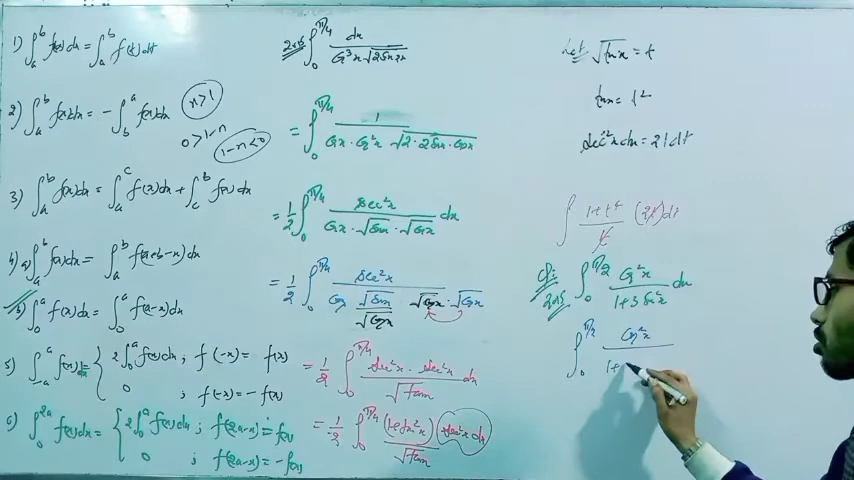 1) ∫_a^b f(x)dx = ∫_a^b f(t)dt
2) ∫_a^b f(x)dx = - ∫_b^a f(x)dx
n>1
0>1-n
1-n<0
3) ∫_a^b f(x)dx = ∫_a^c f(x)dx + ∫_c^b f(x)dx
4) a) ∫_a^b f(x)dx = ∫_a^b f(a+b-x)dx
b) ∫_0^a f(x)dx = ∫_0^a f(a-x)dx
5) ∫_{-a}^a f(x)dx = { 2∫_0^a f(x)dx ; f(-x) = f(x)
0 ; f(-x) = -f(x)
6) ∫_0^{2a} f(x)dx = { 2∫_0^a f(x)dx ; f(2a-x) = f(x)
0 ; f(2a-x) = -f(x)
2015 ∫_0^{π/4} dx / (Cos³x √(2Sin2x))
= ∫_0^{π/4} 1 / (Cosx · Cos²x √(2·2Sinx·Cosx))
= 1/2 ∫_0^{π/4} Sec²x / (Cosx · √Sinx · √Cosx) dx
= 1/2 ∫_0^{π/4} Sec²x / (Cosx (√Sinx / √Cosx) √Cosx · √Cosx)
= 1/2 ∫_0^{π/4} Sec²x · Sec²x / √tanx dx
= 1/2 ∫_0^{π/4} (1+tan²x) / √tanx (Sec²x dx)
Let √tanx = t
tanx = t²
Sec²x dx = 2t dt
∫ (1+t⁴)/t (2t)dt
∫_0^{π/2} Cos²x / (1+3Sin²x) dx
∫_0^{π/2} Cos²x / 1+